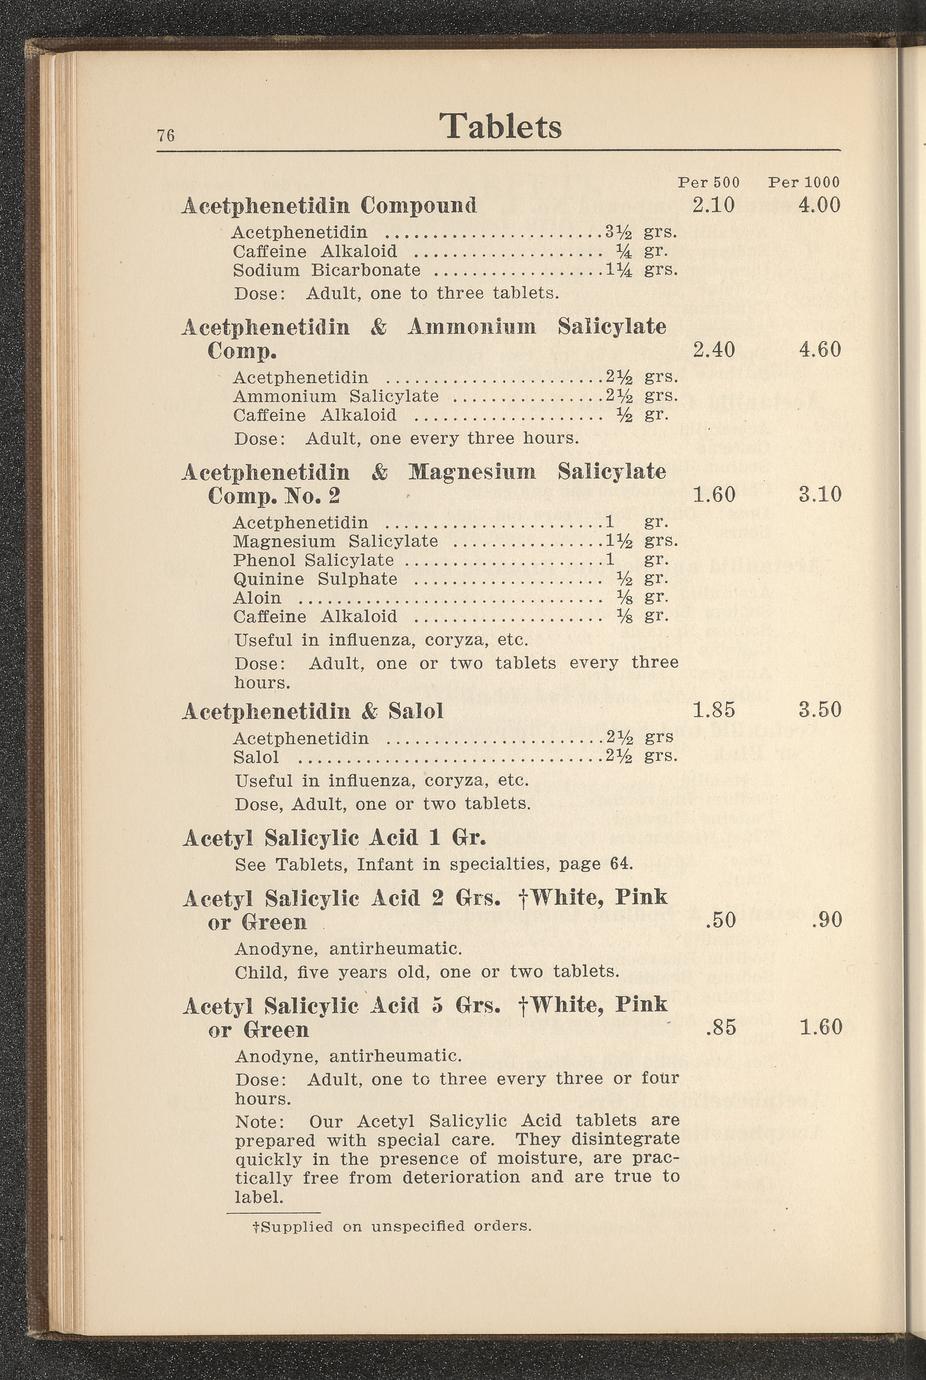 76
Tablets
Per 500 Per 1000
Acetphenetidin Compound 2.10 4.00
Acetphenetidin .......................3½ grs.
Caffeine Alkaloid .................... ¼ gr.
Sodium Bicarbonate ..................1¼ grs.
Dose: Adult, one to three tablets.
Acetphenetidin & Ammonium Salicylate
Comp. 2.40 4.60
Acetphenetidin .......................2½ grs.
Ammonium Salicylate ................2½ grs.
Caffeine Alkaloid .................... ½ gr.
Dose: Adult, one every three hours.
Acetphenetidin & Magnesium Salicylate
Comp. No. 2 1.60 3.10
Acetphenetidin .......................1 gr.
Magnesium Salicylate ................1½ grs.
Phenol Salicylate .....................1 gr.
Quinine Sulphate .................... ½ gr.
Aloin ................................ ⅛ gr.
Caffeine Alkaloid .................... ⅛ gr.
Useful in influenza, coryza, etc.
Dose: Adult, one or two tablets every three
hours.
Acetphenetidin & Salol 1.85 3.50
Acetphenetidin .......................2½ grs
Salol ................................2½ grs.
Useful in influenza, coryza, etc.
Dose, Adult, one or two tablets.
Acetyl Salicylic Acid 1 Gr.
See Tablets, Infant in specialties, page 64.
Acetyl Salicylic Acid 2 Grs. †White, Pink
or Green .50 .90
Anodyne, antirheumatic.
Child, five years old, one or two tablets.
Acetyl Salicylic Acid 5 Grs. †White, Pink
or Green .85 1.60
Anodyne, antirheumatic.
Dose: Adult, one to three every three or four
hours.
Note: Our Acetyl Salicylic Acid tablets are
prepared with special care. They disintegrate
quickly in the presence of moisture, are prac-
tically free from deterioration and are true to
label.
†Supplied on unspecified orders.